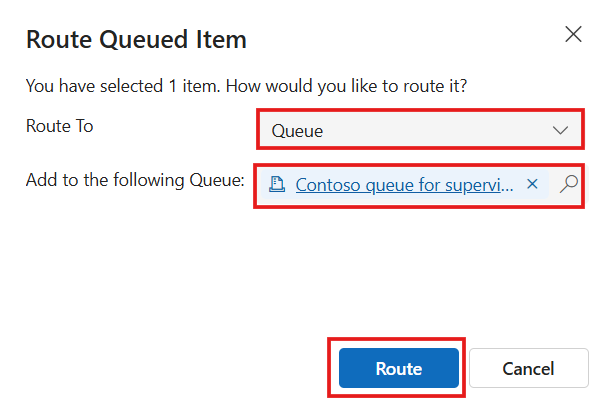 Route Queued Item
You have selected 1 item. How would you like to route it?
Route To
Queue
Add to the following Queue:
Contoso queue for supervi...
Route
Cancel